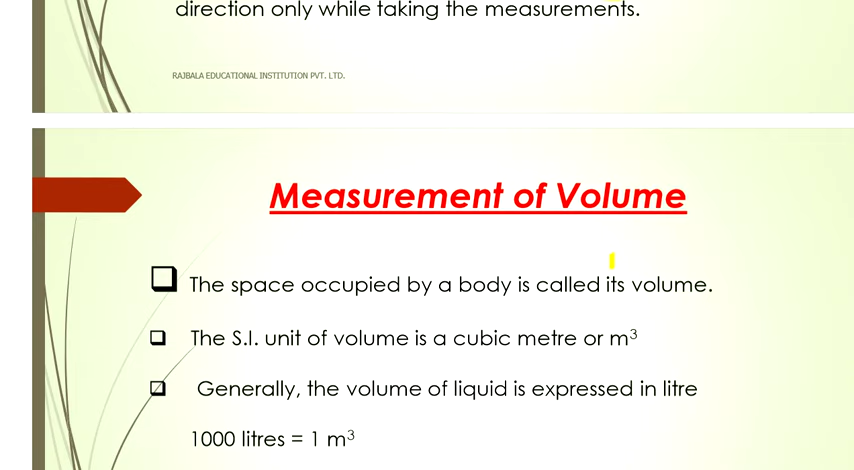 direction only while taking the measurements.
RAJBALA EDUCATIONAL INSTITUTION PVT. LTD.
Measurement of Volume
The space occupied by a body is called its volume.
The S.I. unit of volume is a cubic metre or m³
Generally, the volume of liquid is expressed in litre
1000 litres = 1 m³